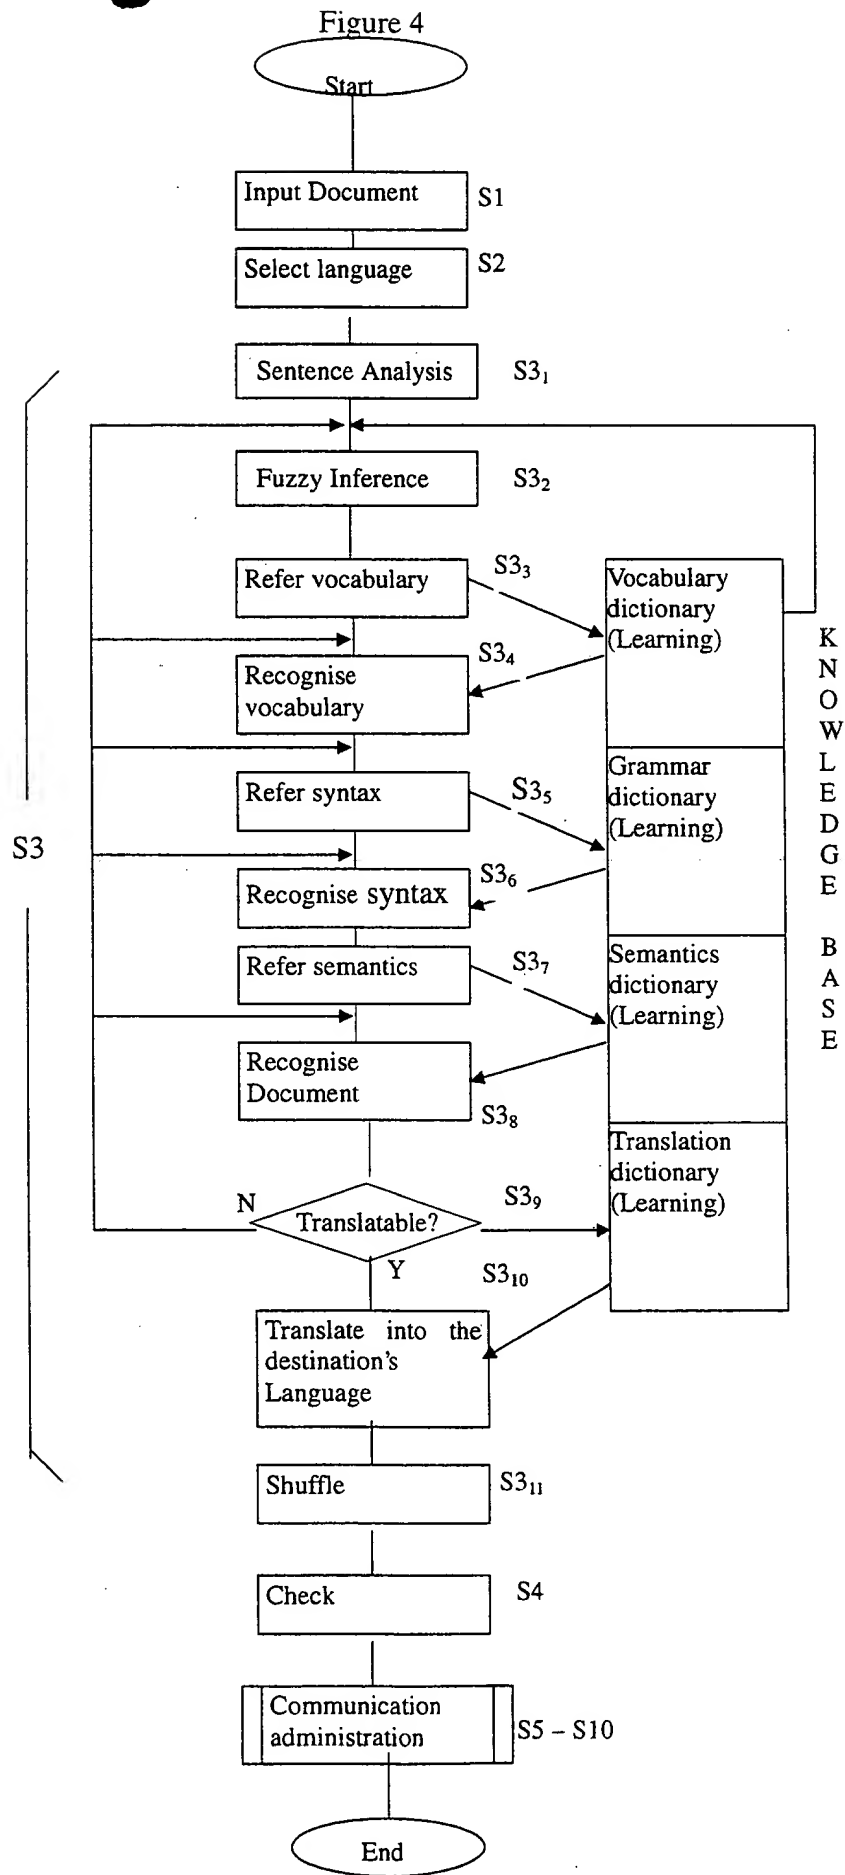 Figure 4
Start
Input Document
S1
Select language
S2
Sentence Analysis
S3₁
Fuzzy Inference
S3₂
Refer vocabulary
S3₃
Vocabulary
dictionary
(Learning)
Recognise
vocabulary
S3₄
Refer syntax
S3₅
Grammar
dictionary
(Learning)
Recognise syntax
S3₆
Refer semantics
S3₇
Semantics
dictionary
(Learning)
Recognise
Document
S3₈
Translatable?
N
Y
S3₉
Translation
dictionary
(Learning)
S3₁₀
Translate into the
destination's
Language
Shuffle
S3₁₁
Check
S4
Communication
administration
S5 – S10
End
S3
K
N
O
W
L
E
D
G
E
B
A
S
E